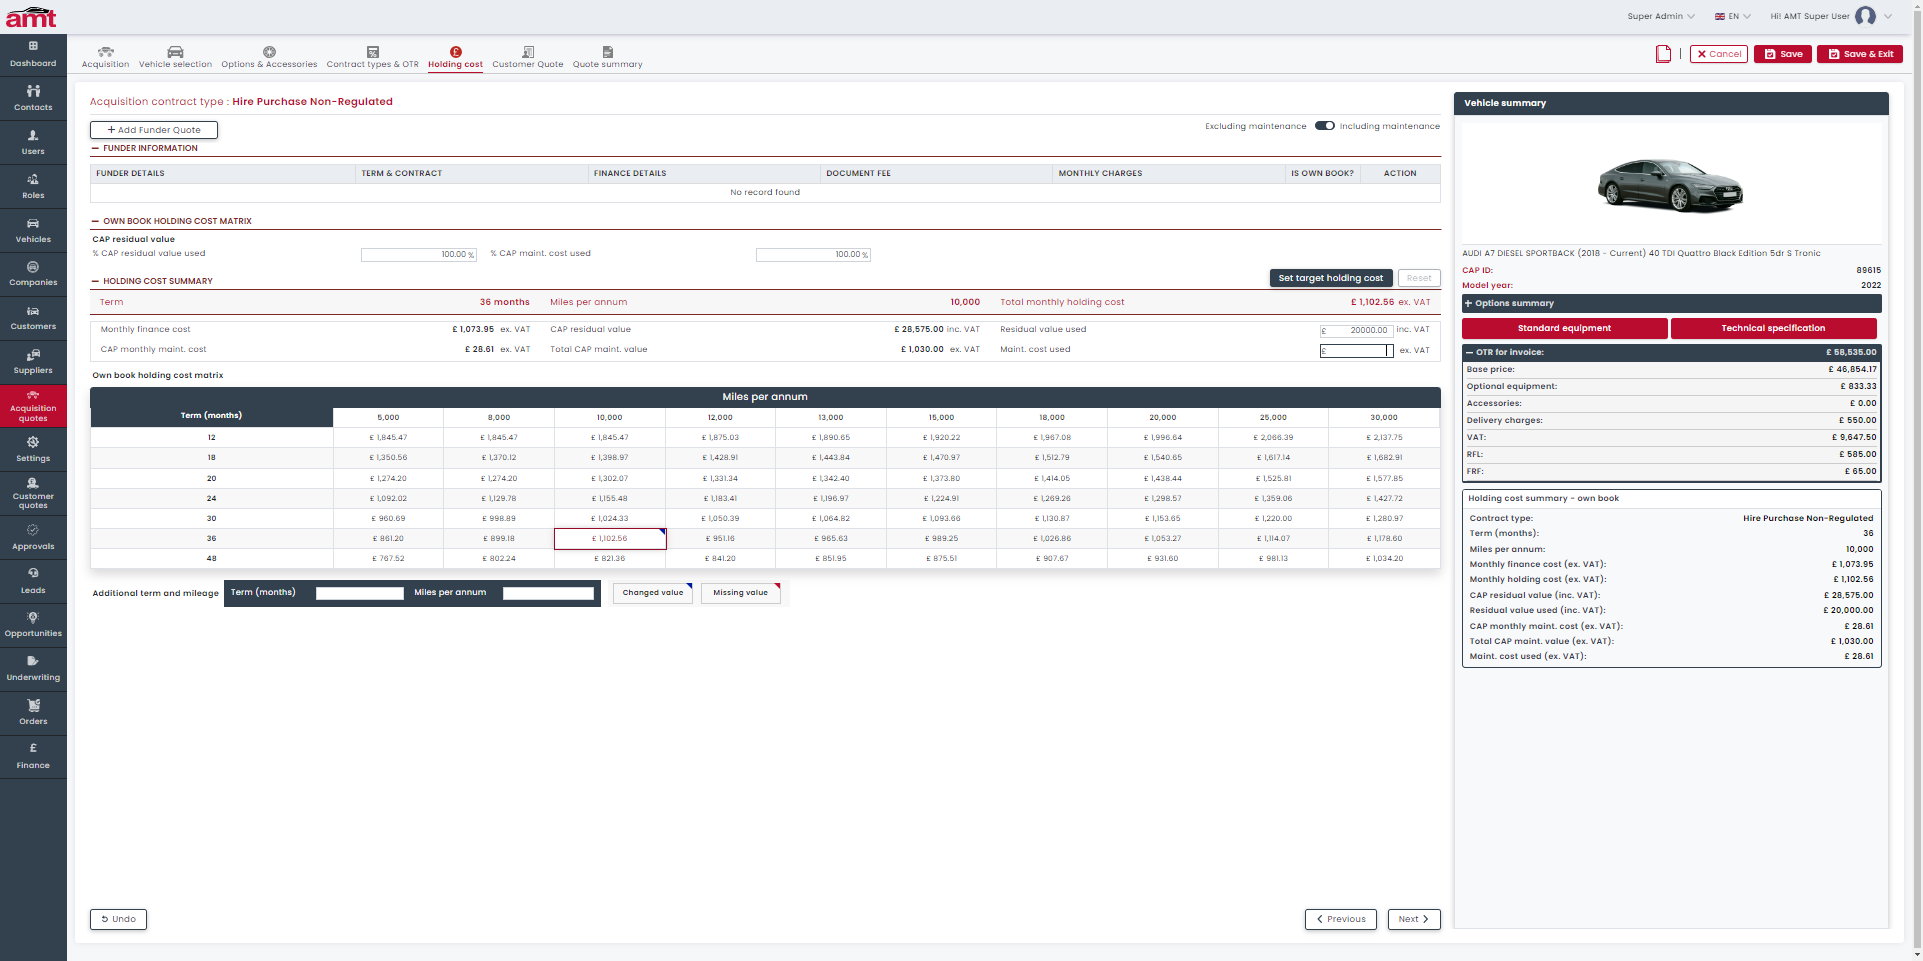 amt
Super Admin
EN
Hi! AMT Super User
Dashboard
Contacts
Users
Roles
Vehicles
Companies
Customers
Suppliers
Acquisition
quotes
Settings
Customer
quotes
Approvals
Leads
Opportunities
Underwriting
Orders
Finance
Acquisition
Vehicle selection
Options & Accessories
Contract types & OTR
Holding cost
Customer Quote
Quote summary
Cancel
Save
Save & Exit
Acquisition contract type : Hire Purchase Non-Regulated
+ Add Funder Quote
Excluding maintenance
Including maintenance
FUNDER INFORMATION
FUNDER DETAILS TERM & CONTRACT FINANCE DETAILS DOCUMENT FEE MONTHLY CHARGES IS OWN BOOK? ACTION
No record found
OWN BOOK HOLDING COST MATRIX
CAP residual value
% CAP residual value used 100.00 % % CAP maint. cost used 100.00 %
HOLDING COST SUMMARY
Set target holding cost
Reset
Term 36 months Miles per annum 10,000 Total monthly holding cost £ 1,102.56 ex. VAT
Monthly finance cost £ 1,073.95 ex. VAT CAP residual value £ 28,575.00 inc. VAT Residual value used £ 20000.00 inc. VAT
CAP monthly maint. cost £ 28.61 ex. VAT Total CAP maint. value £ 1,030.00 ex. VAT Maint. cost used £ ex. VAT
Own book holding cost matrix
Miles per annum
Term (months) 5,000 8,000 10,000 12,000 13,000 15,000 18,000 20,000 25,000 30,000
12 £ 1,845.47 £ 1,845.47 £ 1,845.47 £ 1,875.03 £ 1,890.65 £ 1,920.22 £ 1,967.08 £ 1,996.64 £ 2,066.39 £ 2,137.75
18 £ 1,350.56 £ 1,370.12 £ 1,398.97 £ 1,428.91 £ 1,443.84 £ 1,470.97 £ 1,512.79 £ 1,540.65 £ 1,617.14 £ 1,682.91
20 £ 1,274.20 £ 1,274.20 £ 1,302.07 £ 1,331.34 £ 1,342.40 £ 1,373.80 £ 1,414.05 £ 1,438.44 £ 1,525.81 £ 1,577.85
24 £ 1,092.02 £ 1,129.78 £ 1,155.48 £ 1,183.41 £ 1,196.97 £ 1,224.91 £ 1,269.26 £ 1,298.57 £ 1,359.06 £ 1,427.72
30 £ 960.69 £ 998.89 £ 1,024.33 £ 1,050.39 £ 1,064.82 £ 1,093.66 £ 1,130.87 £ 1,153.65 £ 1,220.00 £ 1,280.97
36 £ 861.20 £ 899.18 £ 1,102.56 £ 951.16 £ 965.63 £ 989.25 £ 1,026.86 £ 1,053.27 £ 1,114.07 £ 1,178.60
48 £ 767.52 £ 802.24 £ 821.36 £ 841.20 £ 851.95 £ 875.51 £ 907.67 £ 931.60 £ 981.13 £ 1,034.20
Additional term and mileage Term (months) Miles per annum Changed value Missing value
Undo
Previous
Next
Vehicle summary
AUDI A7 DIESEL SPORTBACK (2018 - Current) 40 TDI Quattro Black Edition 5dr S Tronic
CAP ID: 89615
Model year: 2022
+ Options summary
Standard equipment
Technical specification
OTR for invoice: £ 58,535.00
Base price: £ 46,854.17
Optional equipment: £ 833.33
Accessories: £ 0.00
Delivery charges: £ 550.00
VAT: £ 9,647.50
RFL: £ 585.00
FRF: £ 65.00
Holding cost summary - own book
Contract type: Hire Purchase Non-Regulated
Term (months): 36
Miles per annum: 10,000
Monthly finance cost (ex. VAT): £ 1,073.95
Monthly holding cost (ex. VAT): £ 1,102.56
CAP residual value (inc. VAT): £ 28,575.00
Residual value used (inc. VAT): £ 20,000.00
CAP monthly maint. cost (ex. VAT): £ 28.61
Total CAP maint. value (ex. VAT): £ 1,030.00
Maint. cost used (ex. VAT): £ 28.61